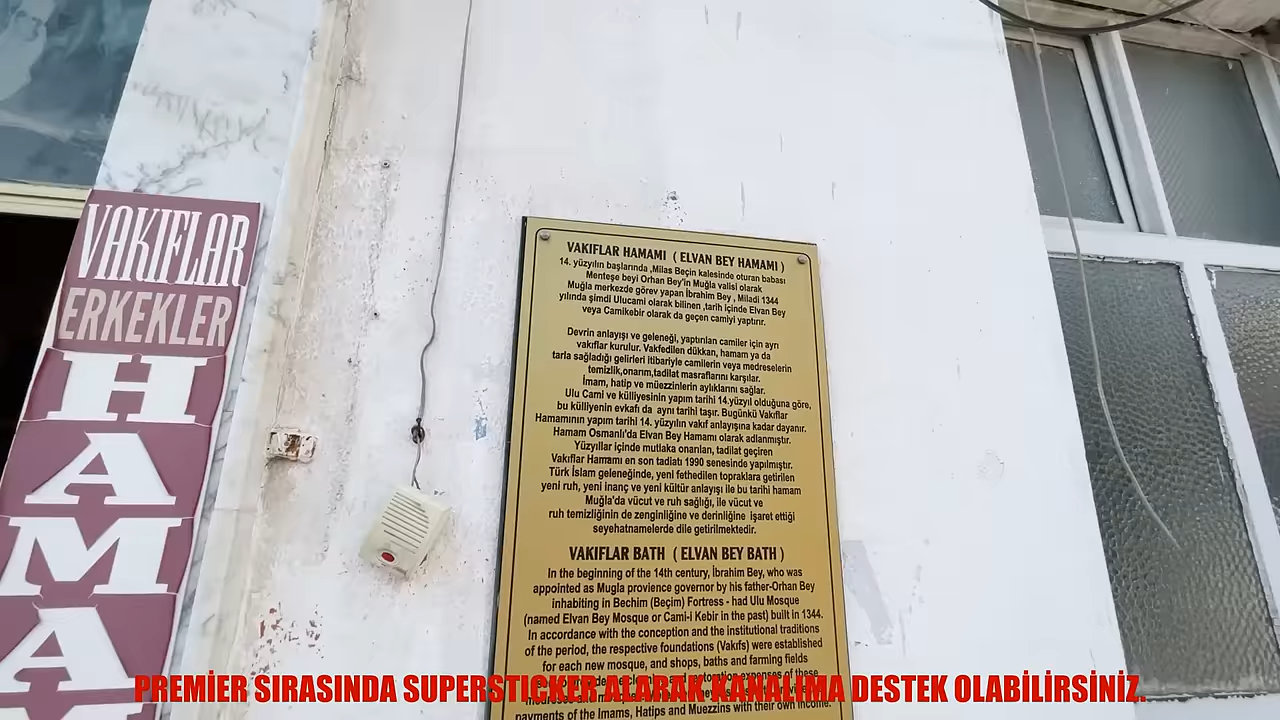 VAKIFLAR
ERKEKLER
HAMA
VAKIFLAR HAMAMI ( ELVAN BEY HAMAMI )
14. yüzyılın başlarında ,Milas Beçin kalesinde oturan babası
Menteşe beyi Orhan Bey'in Muğla valisi olarak
Muğla merkezde görev yapan İbrahim Bey , Miladi 1344
yılında şimdi Ulucami olarak bilinen ,tarih içinde Elvan Bey
veya Camikebir olarak da geçen camiyi yaptırır.
Devrin anlayışı ve geleneği, yaptırılan camiler için ayrı
vakıflar kurulur. Vakfedilen dükkan, hamam ya da
tarla sağladığı gelirleri itibariyle camilerin veya medreselerin
temizlik,onarım,tadilat masraflarını karşılar.
İmam, hatip ve müezzinlerin aylıklarını sağlar.
Ulu Cami ve külliyesinin yapım tarihi 14.yüzyıl olduğuna göre,
bu külliyenin evkafı da aynı tarihi taşır. Bugünkü Vakıflar
Hamamının yapım tarihi 14. yüzyılın vakıf anlayışına kadar dayanır.
Hamam Osmanlı'da Elvan Bey Hamamı olarak adlanmıştır.
Yüzyıllar içinde mutlaka onarılan, tadilat geçiren
Vakıflar Hamamı en son tadiatı 1990 senesinde yapılmıştır.
Türk İslam geleneğinde, yeni fethedilen topraklara getirilen
yeni ruh, yeni inanç ve yeni kültür anlayışı ile bu tarihi hamam
Muğla'da vücut ve ruh sağlığı, ile vücut ve
ruh temizliğinin de zenginliğine ve derinliğine işaret ettiği
seyehatnamelerde dile getirilmektedir.
VAKIFLAR BATH ( ELVAN BEY BATH )
In the beginning of the 14th century, İbrahim Bey, who was
appointed as Mugla provience governor by his father-Orhan Bey
inhabiting in Bechim (Beçim) Fortress - had Ulu Mosque
(named Elvan Bey Mosque or Cami-i Kebir in the past) built in 1344.
In accordance with the conception and the institutional traditions
of the period, the respective foundations (Vakıfs) were established
for each new mosque, and shops, baths and farming fields
expenses of these
payments of the Imams, Hatips and Muezzins with their own income.
PREMİER SIRASINDA SUPERSTICKER ALARAK KANALIMA DESTEK OLABİLİRSİNİZ.